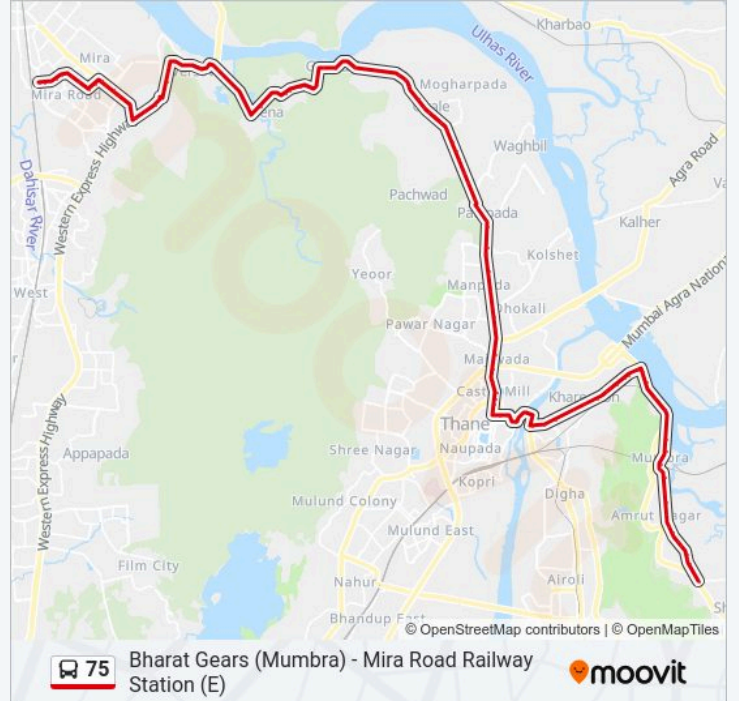 Kharbao
Mira
Ulhas River
Mira Road
Mogharpada
Waghbil
Agra Road
Western Express Highway
Dahisar River
Pachwad
Kalher
Yeoor
Kolshet
West
Manpada
Dhokali
Mumbai Agra National
Pawar Nagar
Majiwada
Castle Mill
Thane
Western Express Highway
Appapada
Shree Nagar
Naupada
Kopri
Digha
Mulund Colony
Amrut Nagar
Mulund East
Film City
Nahur
Airoli
Bhandup East
© OpenStreetMap contributors | © OpenMapTiles
75
Bharat Gears (Mumbra) - Mira Road Railway
Station (E)
moovit